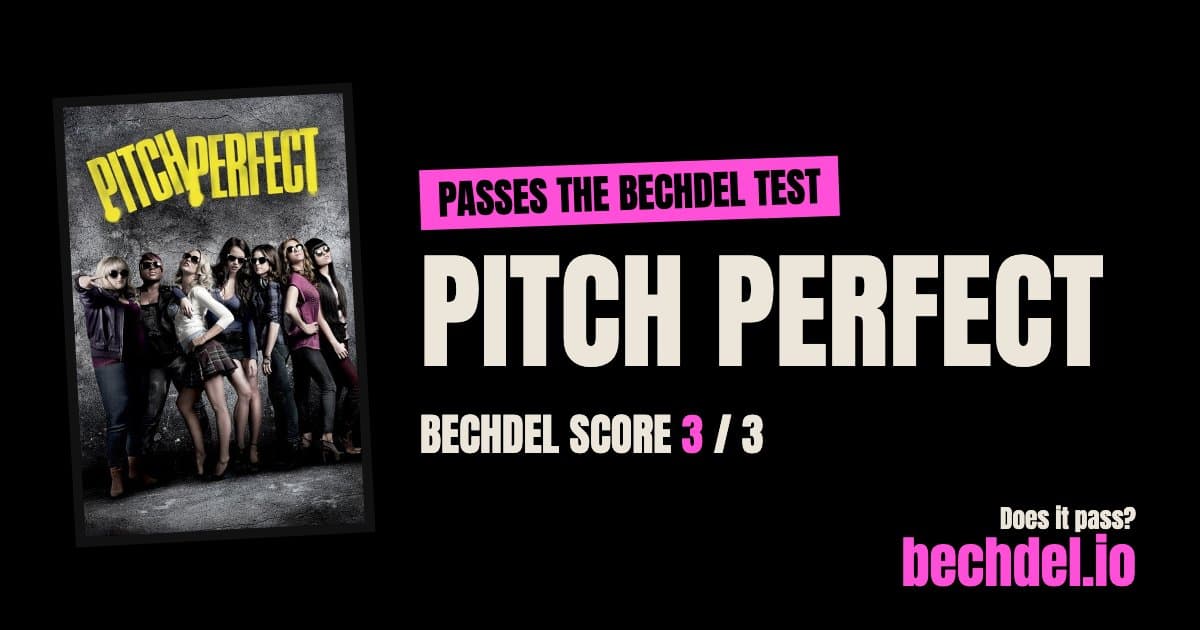 PITCH PERFECT
PASSES THE BECHDEL TEST
PITCH PERFECT
BECHDEL SCORE 3 / 3
Does it pass?
bechdel.io